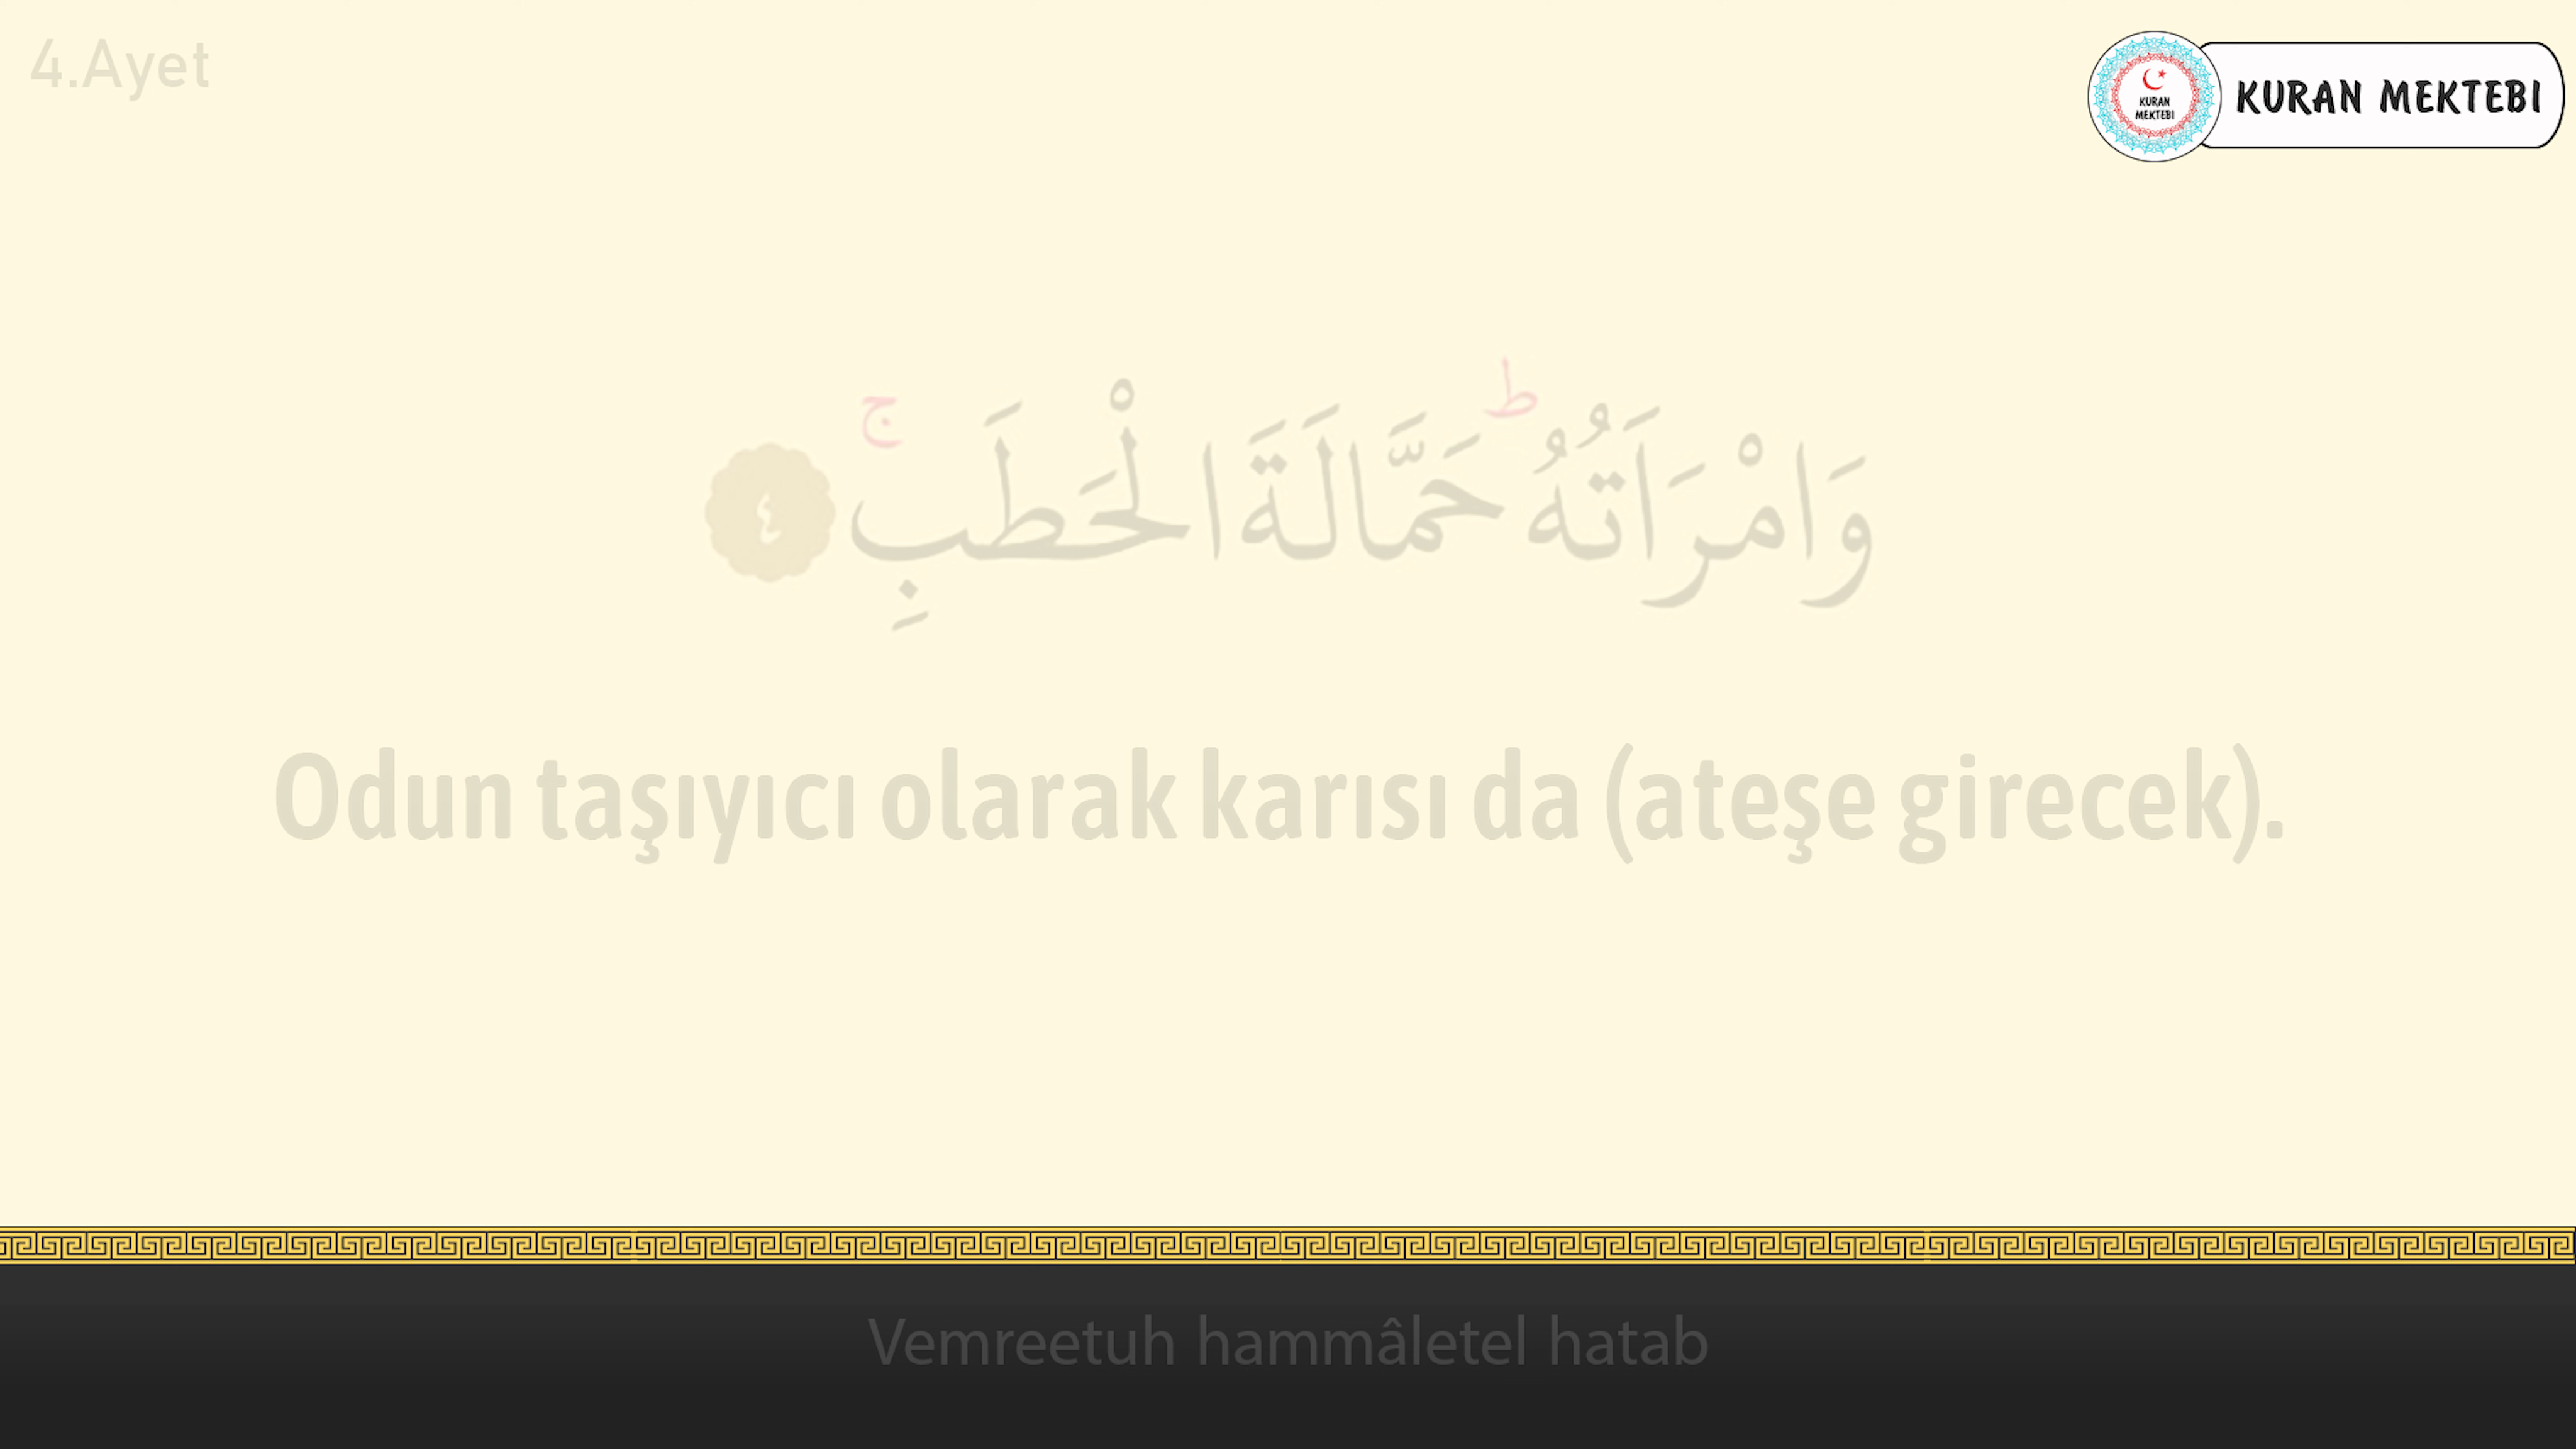 4.Ayet
KURAN MEKTEBI
KURAN
MEKTEBI
وَامْرَاَتُهُ ۜ حَمَّالَةَ الْحَطَبِ ۚ ٤
Odun taşıyıcı olarak karısı da (ateşe girecek).
Vemreetuh hammâletel hatab